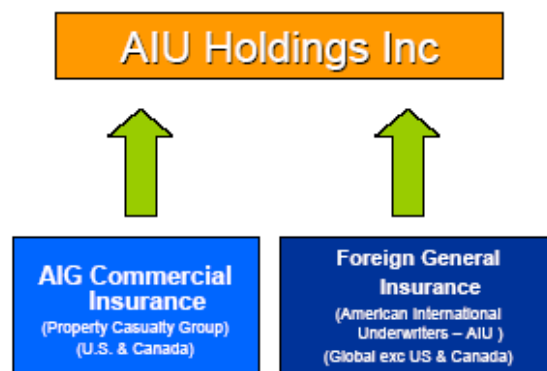 AIU Holdings Inc
AIG Commercial
Insurance
(Property Casualty Group)
(U.S. & Canada)
Foreign General
Insurance
(American International
Underwriters – AIU )
(Global exc US & Canada)